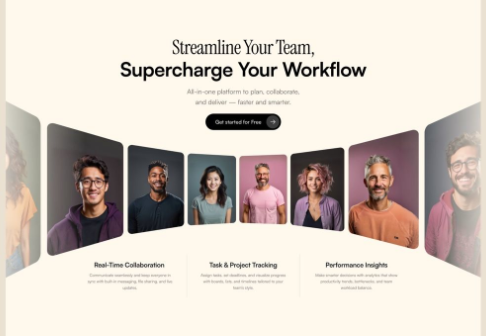 Streamline Your Team,
Supercharge Your Workflow
All-in-one platform to plan, collaborate,
and deliver — faster and smarter.
Get started for Free
Real-Time Collaboration
Task & Project Tracking
Performance Insights
Communicate seamlessly and keep everyone in
sync with built-in messaging, file sharing, and live
updates.
Assign tasks, set deadlines, and visualize progress
with boards, lists, and timelines tailored to your
team's style.
Make smarter decisions with analytics that show
productivity trends, bottlenecks, and team
workload balance.